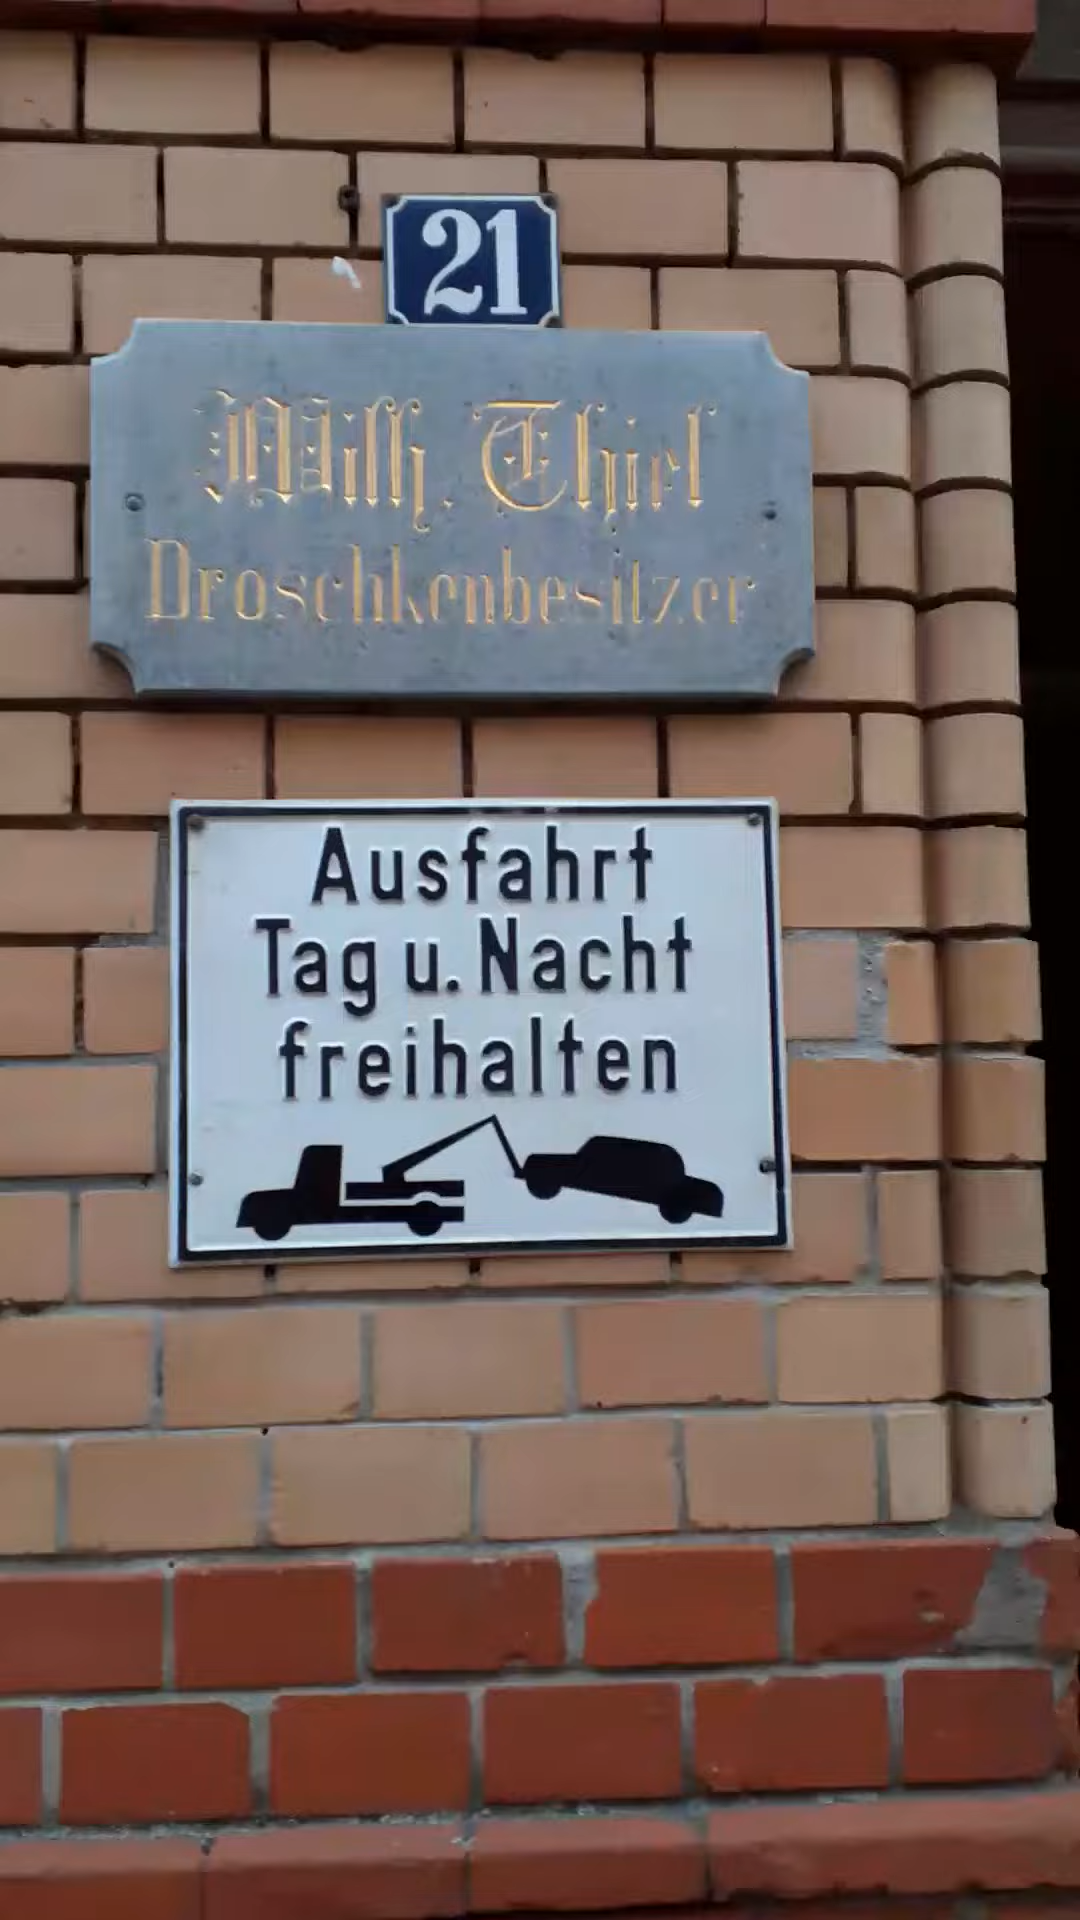 21
Wilh. Thiel
Droschkenbesitzer
Ausfahrt
Tag u. Nacht
freihalten